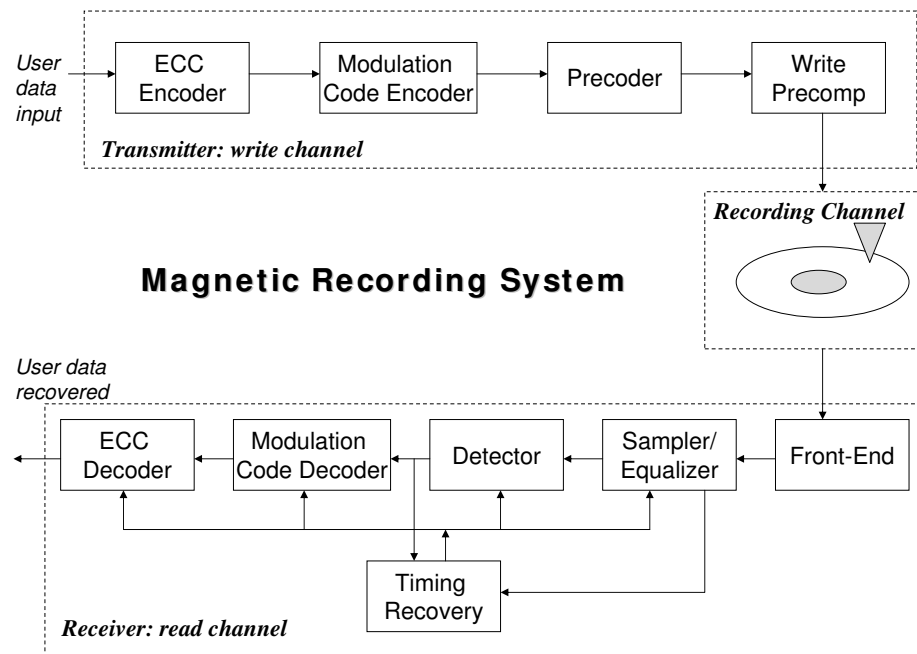 User
data
input
ECC
Encoder
Modulation
Code Encoder
Precoder
Write
Precomp
Transmitter: write channel
Recording Channel
Magnetic Recording System
User data
recovered
ECC
Decoder
Modulation
Code Decoder
Detector
Sampler/
Equalizer
Front-End
Timing
Recovery
Receiver: read channel